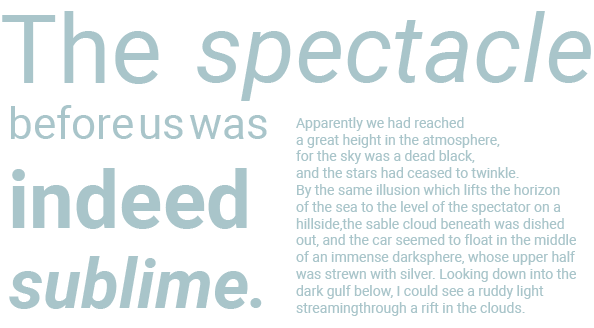 The spectacle
before us was
indeed
sublime.
Apparently we had reached
a great height in the atmosphere,
for the sky was a dead black,
and the stars had ceased to twinkle.
By the same illusion which lifts the horizon
of the sea to the level of the spectator on a
hillside,the sable cloud beneath was dished
out, and the car seemed to float in the middle
of an immense darksphere, whose upper half
was strewn with silver. Looking down into the
dark gulf below, I could see a ruddy light
streamingthrough a rift in the clouds.